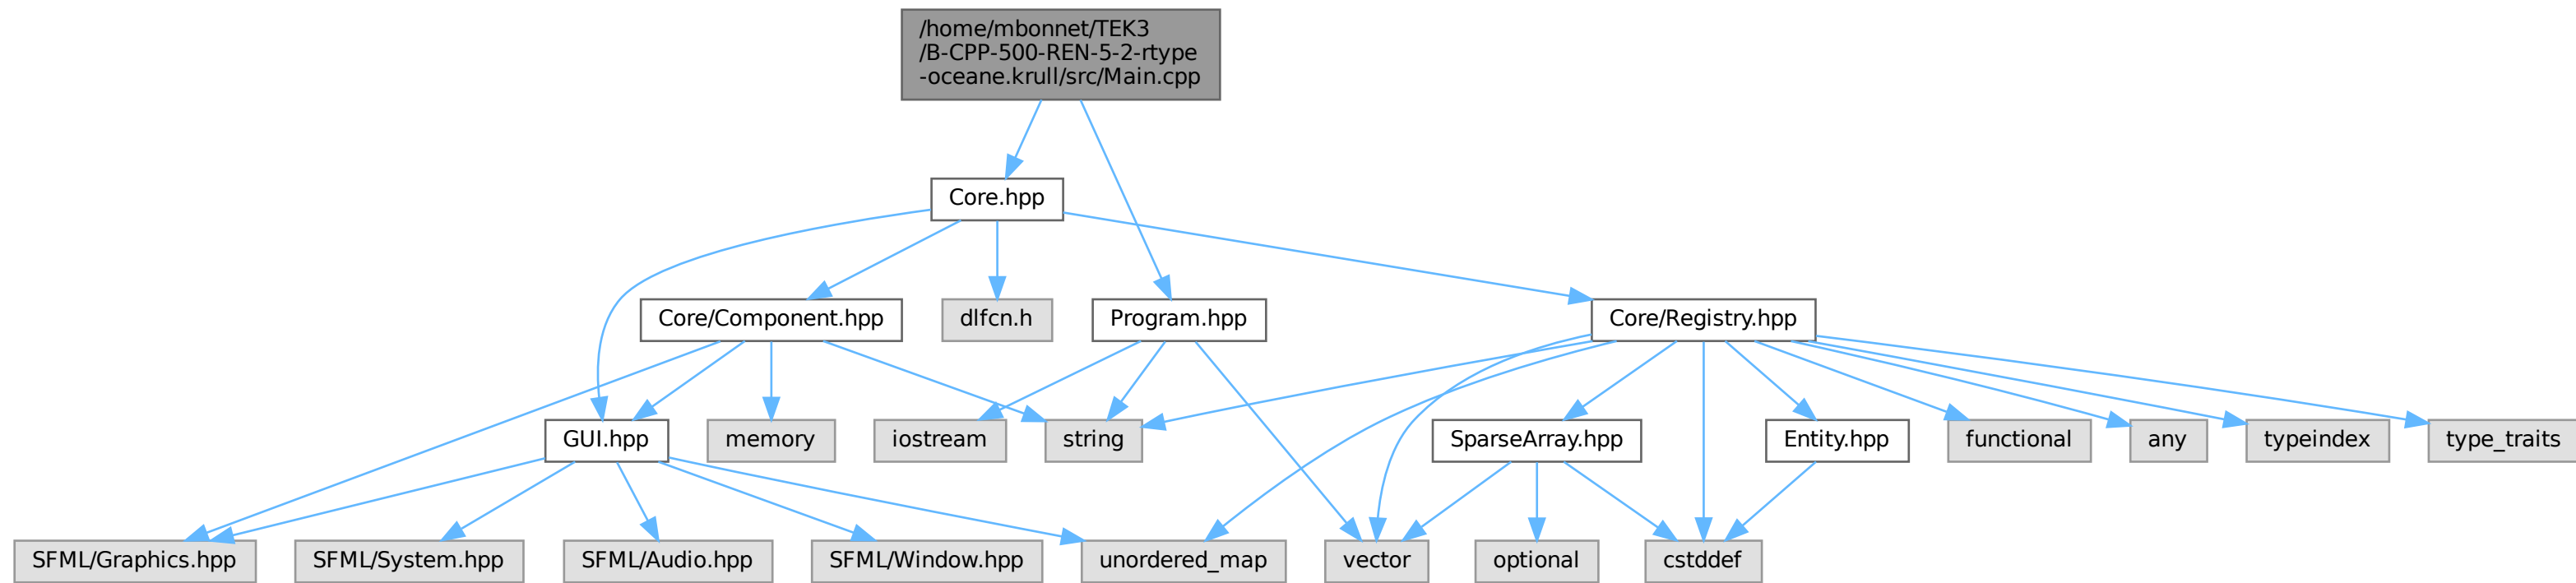 /home/mbonnet/TEK3
/B-CPP-500-REN-5-2-rtype
-oceane.krull/src/Main.cpp
Core.hpp
Core/Component.hpp
dlfcn.h
Program.hpp
Core/Registry.hpp
GUI.hpp
memory
iostream
string
SparseArray.hpp
Entity.hpp
functional
any
typeindex
type_traits
SFML/Graphics.hpp
SFML/System.hpp
SFML/Audio.hpp
SFML/Window.hpp
unordered_map
vector
optional
cstddef